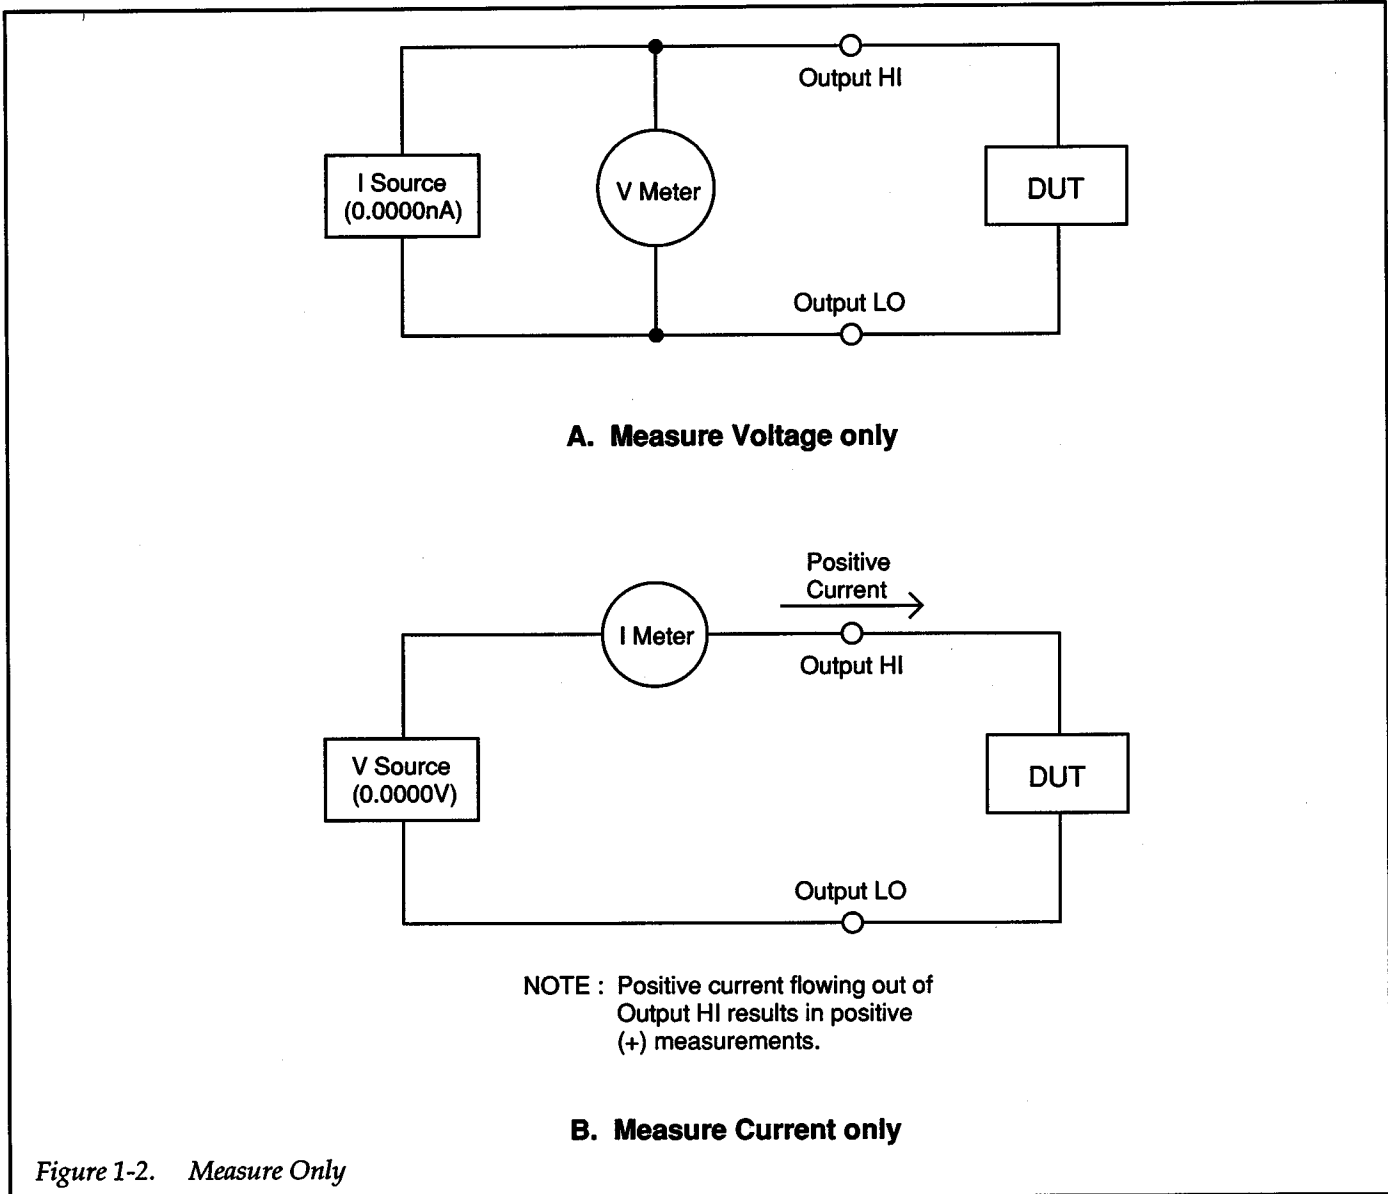 Output HI
I Source
(0.0000nA)
V Meter
DUT
Output LO
A. Measure Voltage only
Positive
Current
I Meter
Output HI
V Source
(0.0000V)
DUT
Output LO
NOTE : Positive current flowing out of
Output HI results in positive
(+) measurements.
B. Measure Current only
Figure 1-2. Measure Only